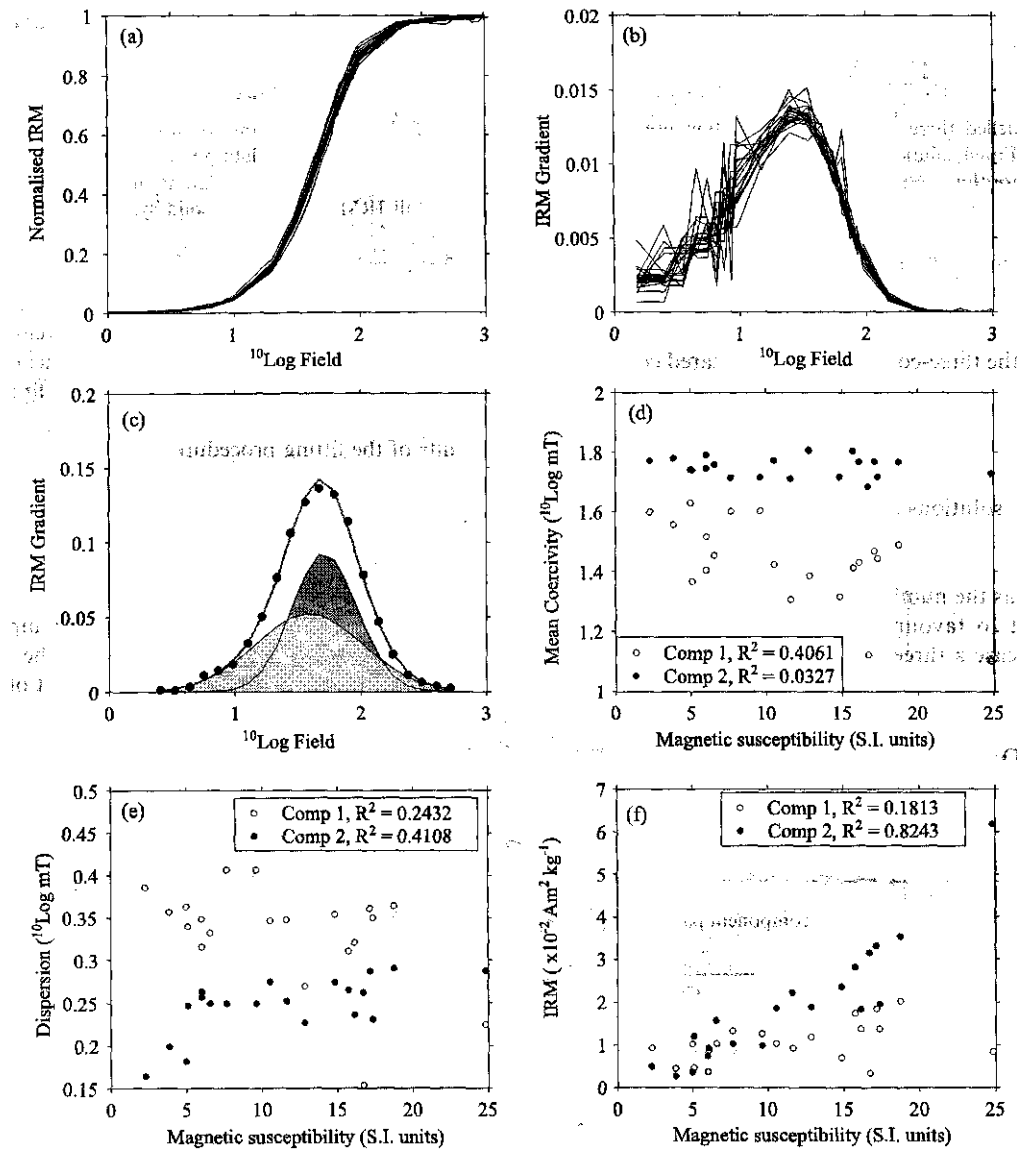 (a)
Normalised IRM
1
0.8
0.6
0.4
0.2
0
0 1 2 3
¹⁰Log Field
(b)
IRM Gradient
0.02
0.015
0.01
0.005
0
0 1 2 3
¹⁰Log Field
(c)
IRM Gradient
0.2
0.15
0.1
0.05
0
0 1 2 3
¹⁰Log Field
(d)
Mean Coercivity (¹⁰Log mT)
2
1.8
1.6
1.4
1.2
1
Comp 1, R² = 0.4061
Comp 2, R² = 0.0327
0 5 10 15 20 25
Magnetic susceptibility (S.I. units)
(e)
Dispersion (¹⁰Log mT)
0.5
0.45
0.4
0.35
0.3
0.25
0.2
0.15
Comp 1, R² = 0.2432
Comp 2, R² = 0.4108
0 5 10 15 20 25
Magnetic susceptibility (S.I. units)
(f)
IRM ( x10⁻² Am² kg⁻¹)
7
6
5
4
3
2
1
0
Comp 1, R² = 0.1813
Comp 2, R² = 0.8243
0 5 10 15 20 25
Magnetic susceptibility (S.I. units)